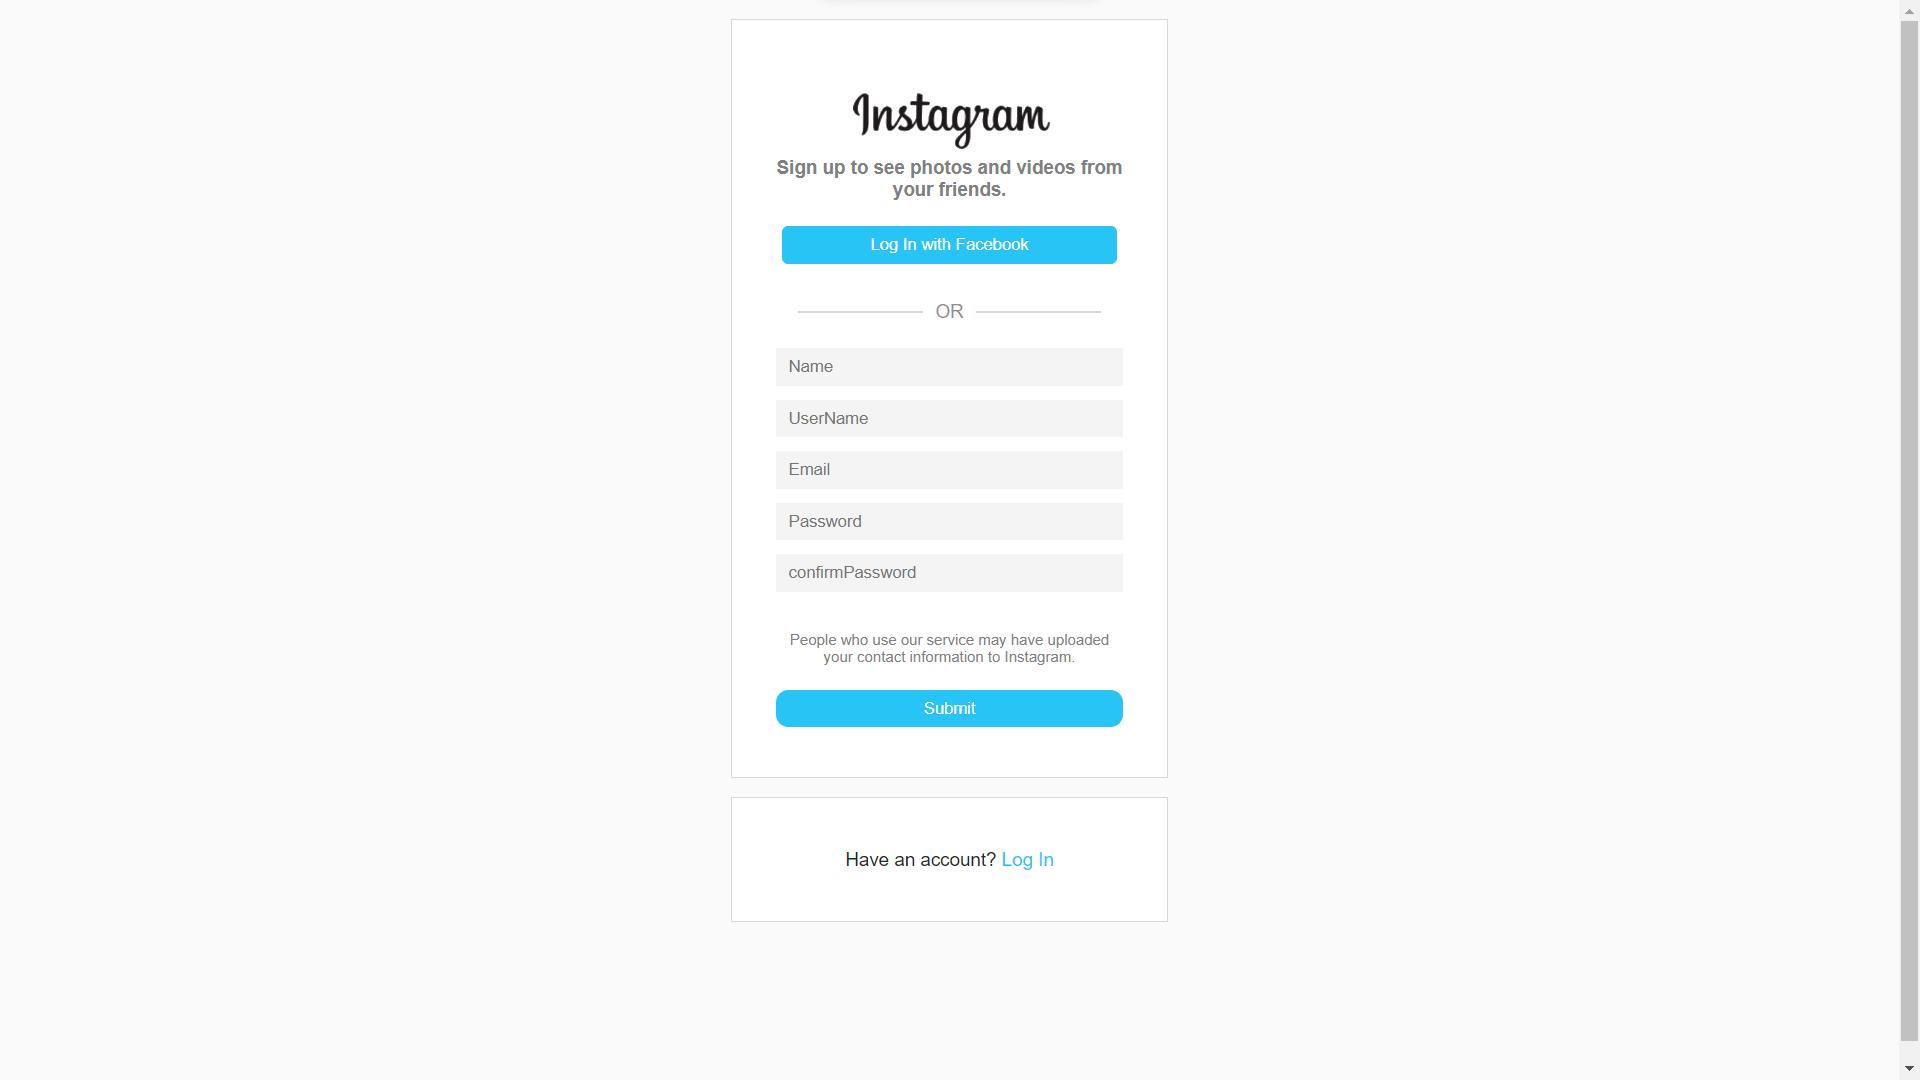 Instagram
Sign up to see photos and videos from
your friends.
Log In with Facebook
OR
Name
UserName
Email
Password
confirmPassword
People who use our service may have uploaded
your contact information to Instagram.
Submit
Have an account? Log In